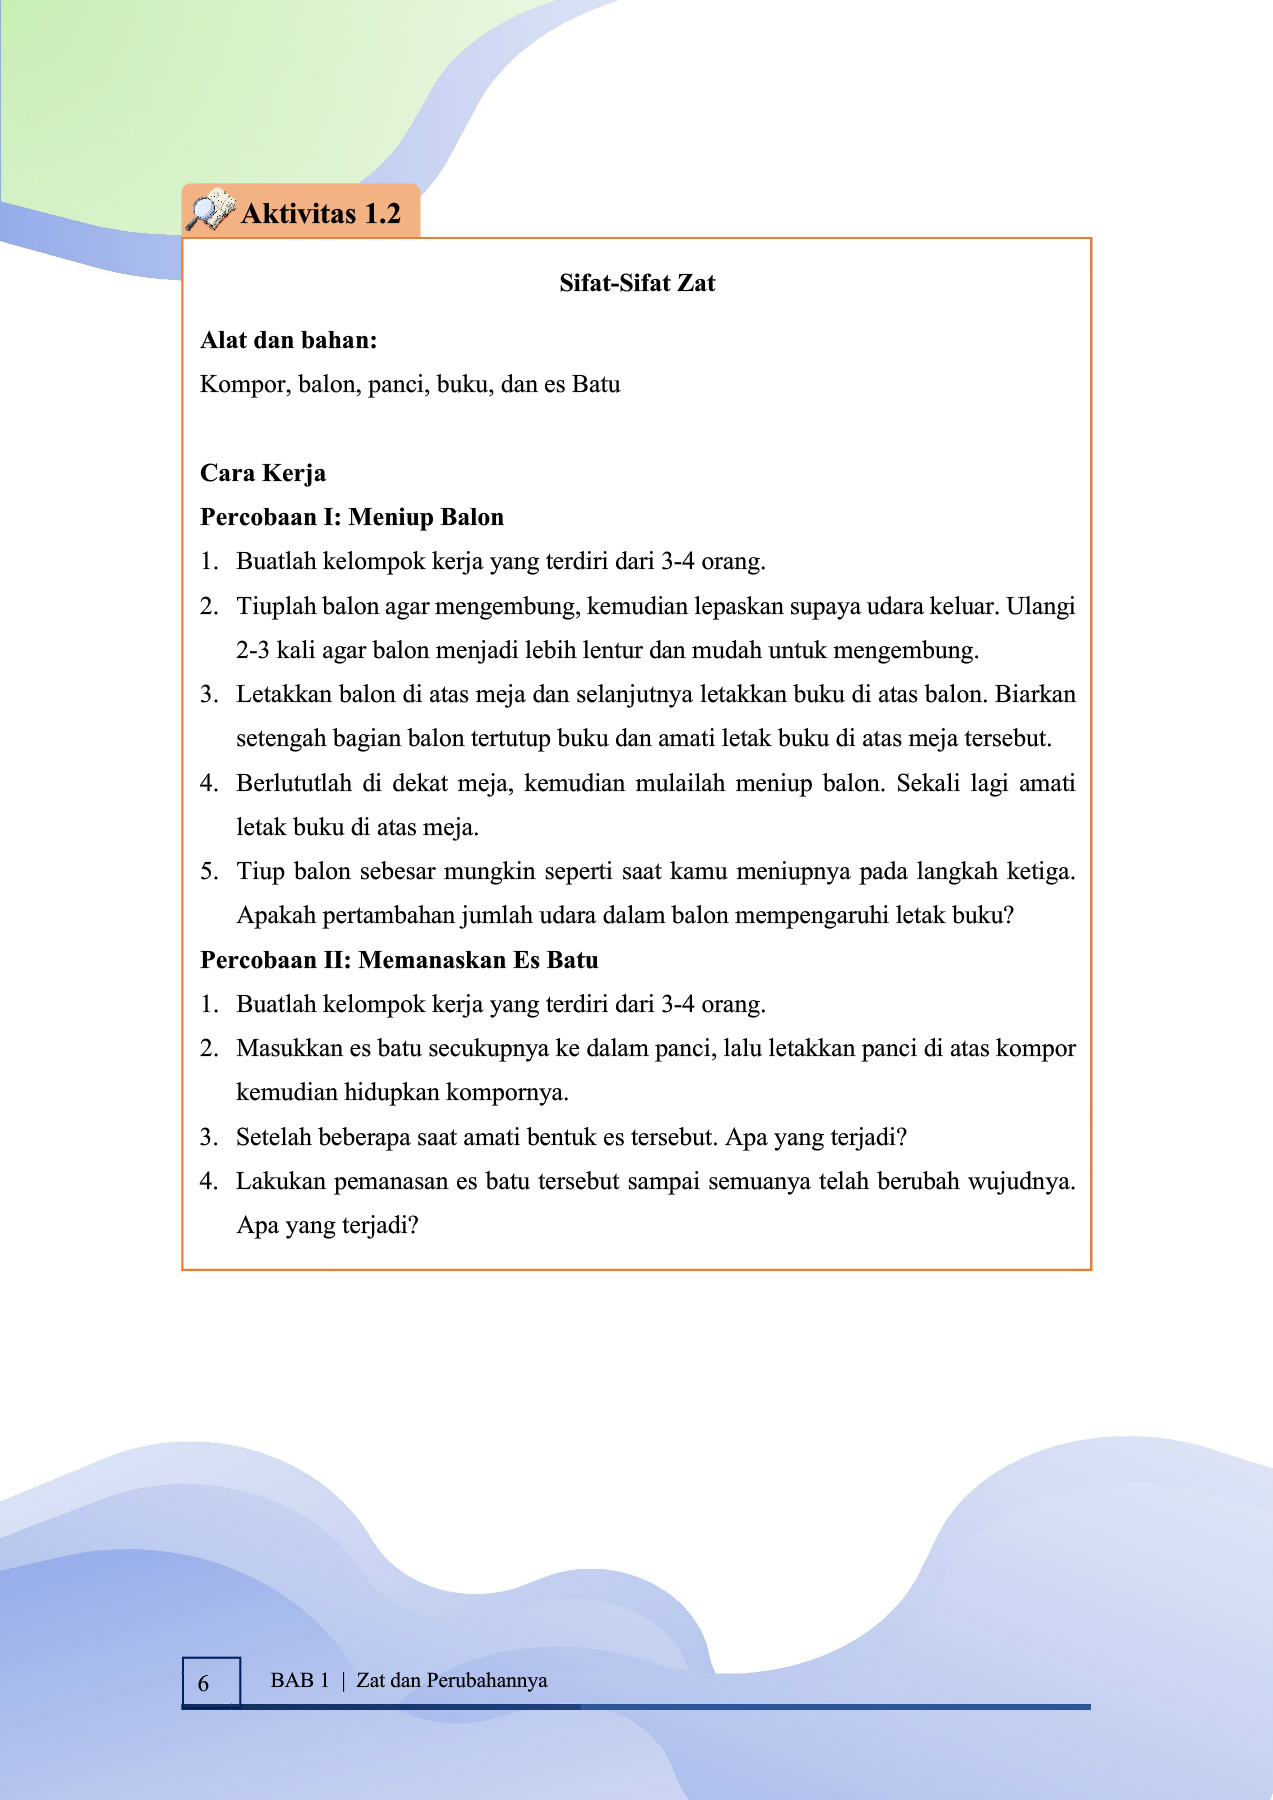 Aktivitas 1.2
Sifat-Sifat Zat
Alat dan bahan:
Kompor, balon, panci, buku, dan es Batu
Cara Kerja
Percobaan I: Meniup Balon
1. Buatlah kelompok kerja yang terdiri dari 3-4 orang.
2. Tiuplah balon agar mengembung, kemudian lepaskan supaya udara keluar. Ulangi
2-3 kali agar balon menjadi lebih lentur dan mudah untuk mengembung.
3. Letakkan balon di atas meja dan selanjutnya letakkan buku di atas balon. Biarkan
setengah bagian balon tertutup buku dan amati letak buku di atas meja tersebut.
4. Berlututlah di dekat meja, kemudian mulailah meniup balon. Sekali lagi amati
letak buku di atas meja.
5. Tiup balon sebesar mungkin seperti saat kamu meniupnya pada langkah ketiga.
Apakah pertambahan jumlah udara dalam balon mempengaruhi letak buku?
Percobaan II: Memanaskan Es Batu
1. Buatlah kelompok kerja yang terdiri dari 3-4 orang.
2. Masukkan es batu secukupnya ke dalam panci, lalu letakkan panci di atas kompor
kemudian hidupkan kompornya.
3. Setelah beberapa saat amati bentuk es tersebut. Apa yang terjadi?
4. Lakukan pemanasan es batu tersebut sampai semuanya telah berubah wujudnya.
Apa yang terjadi?
6 BAB 1 | Zat dan Perubahannya